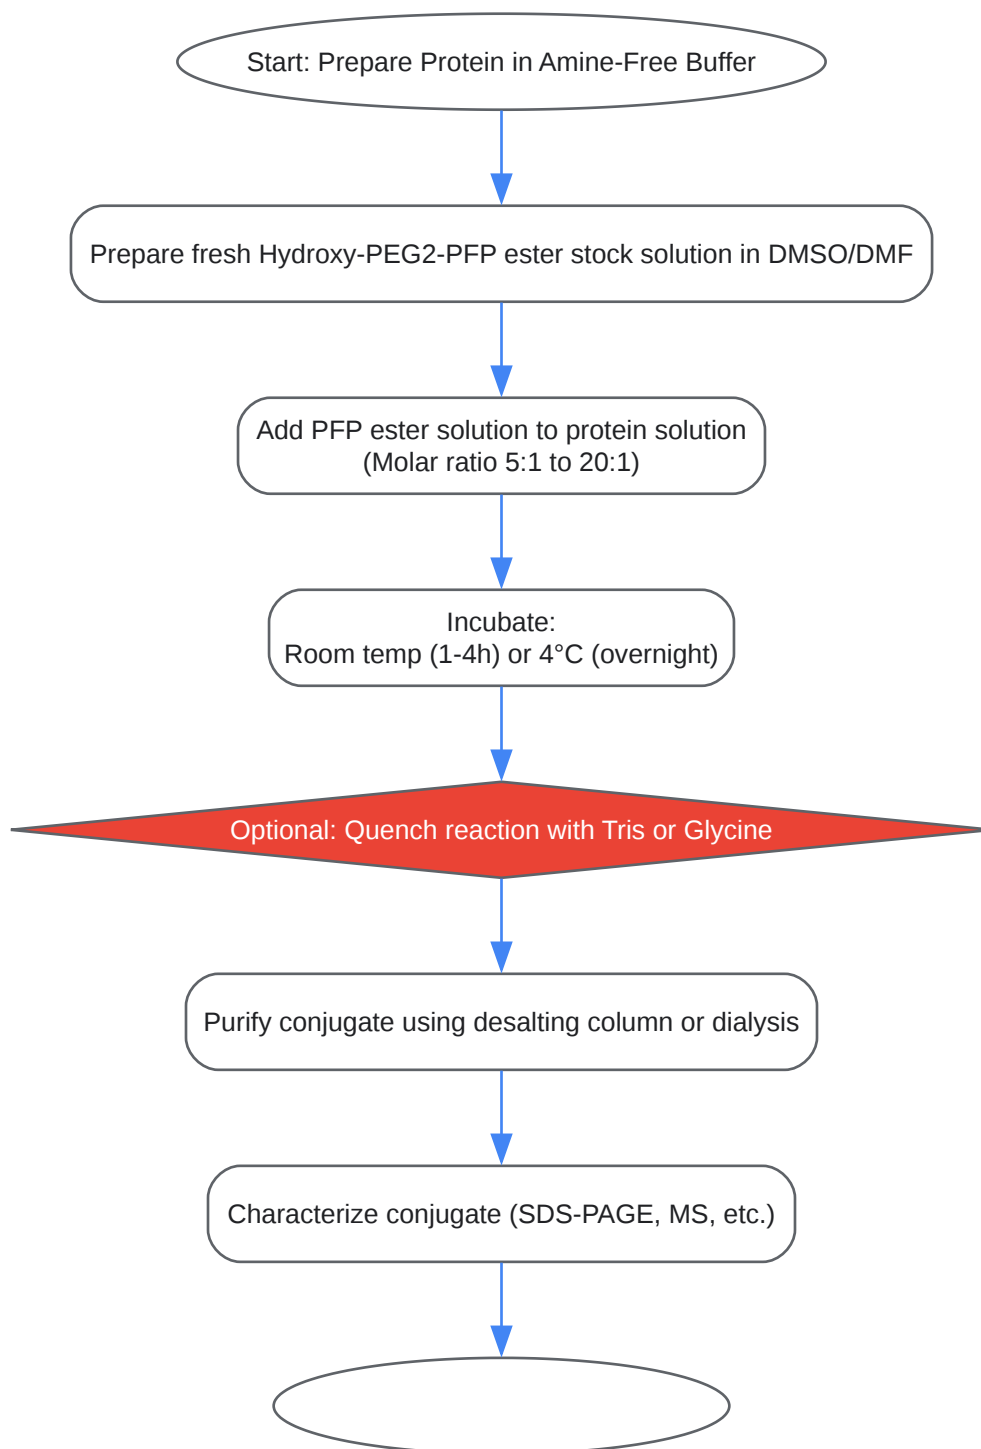 Start: Prepare Protein in Amine-Free Buffer
Prepare fresh Hydroxy-PEG2-PFP ester stock solution in DMSO/DMF
Add PFP ester solution to protein solution
(Molar ratio 5:1 to 20:1)
Incubate:
Room temp (1-4h) or 4°C (overnight)
Optional: Quench reaction with Tris or Glycine
Purify conjugate using desalting column or dialysis
Characterize conjugate (SDS-PAGE, MS, etc.)